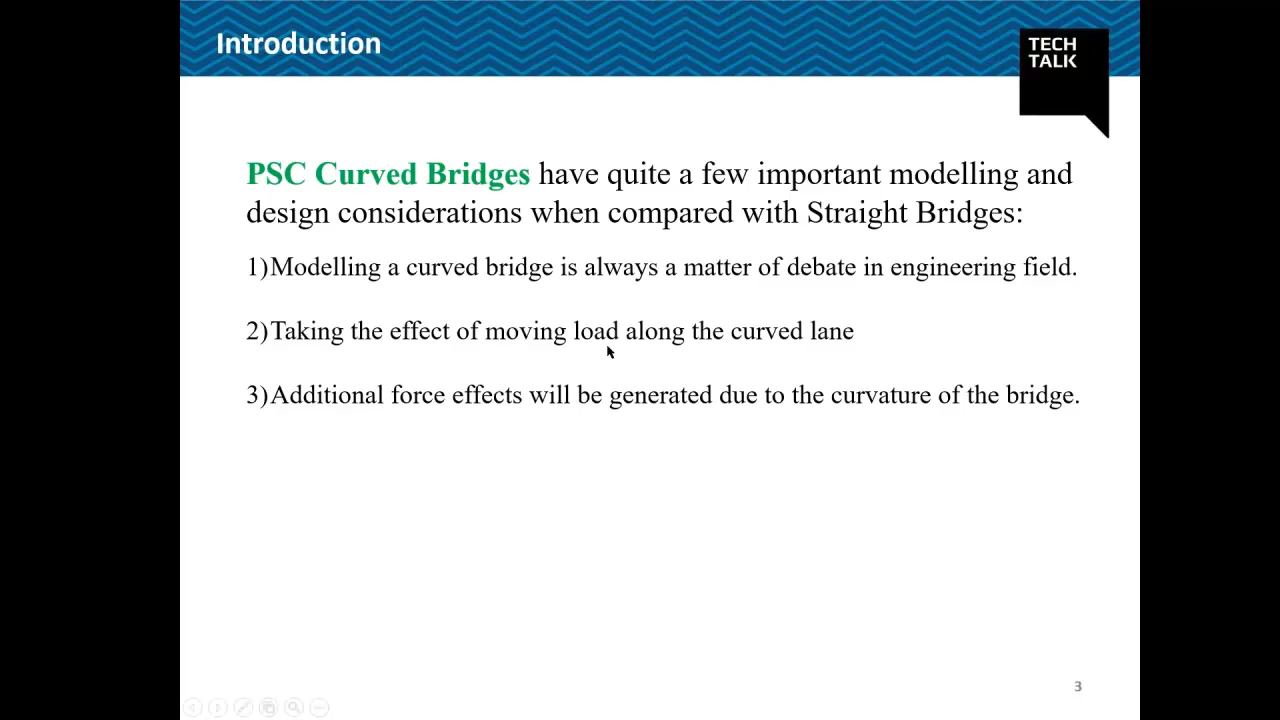 Introduction
TECH
TALK
PSC Curved Bridges have quite a few important modelling and
design considerations when compared with Straight Bridges:
1)Modelling a curved bridge is always a matter of debate in engineering field.
2)Taking the effect of moving load along the curved lane
3)Additional force effects will be generated due to the curvature of the bridge.
3